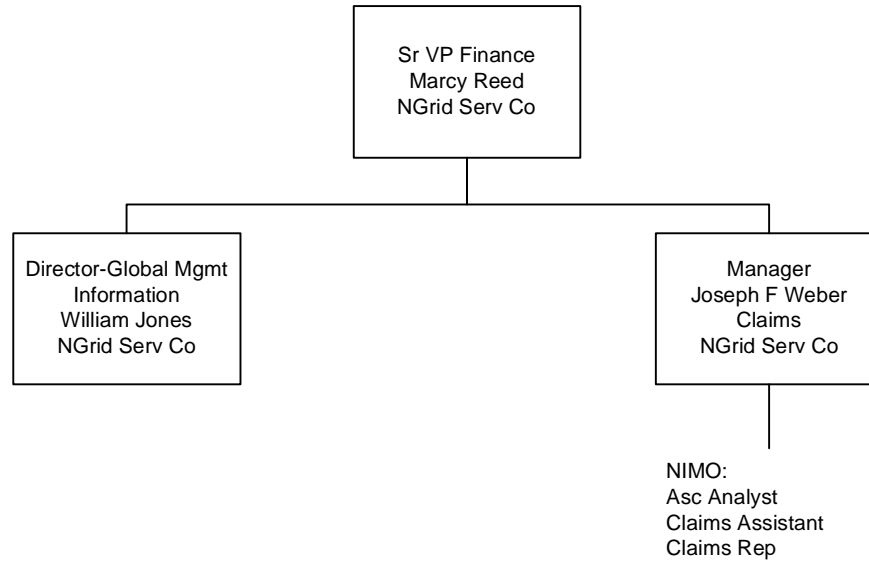 Sr VP Finance
Marcy Reed
NGrid Serv Co
Director-Global Mgmt
Information
William Jones
NGrid Serv Co
Manager
Joseph F Weber
Claims
NGrid Serv Co
NIMO:
Asc Analyst
Claims Assistant
Claims Rep